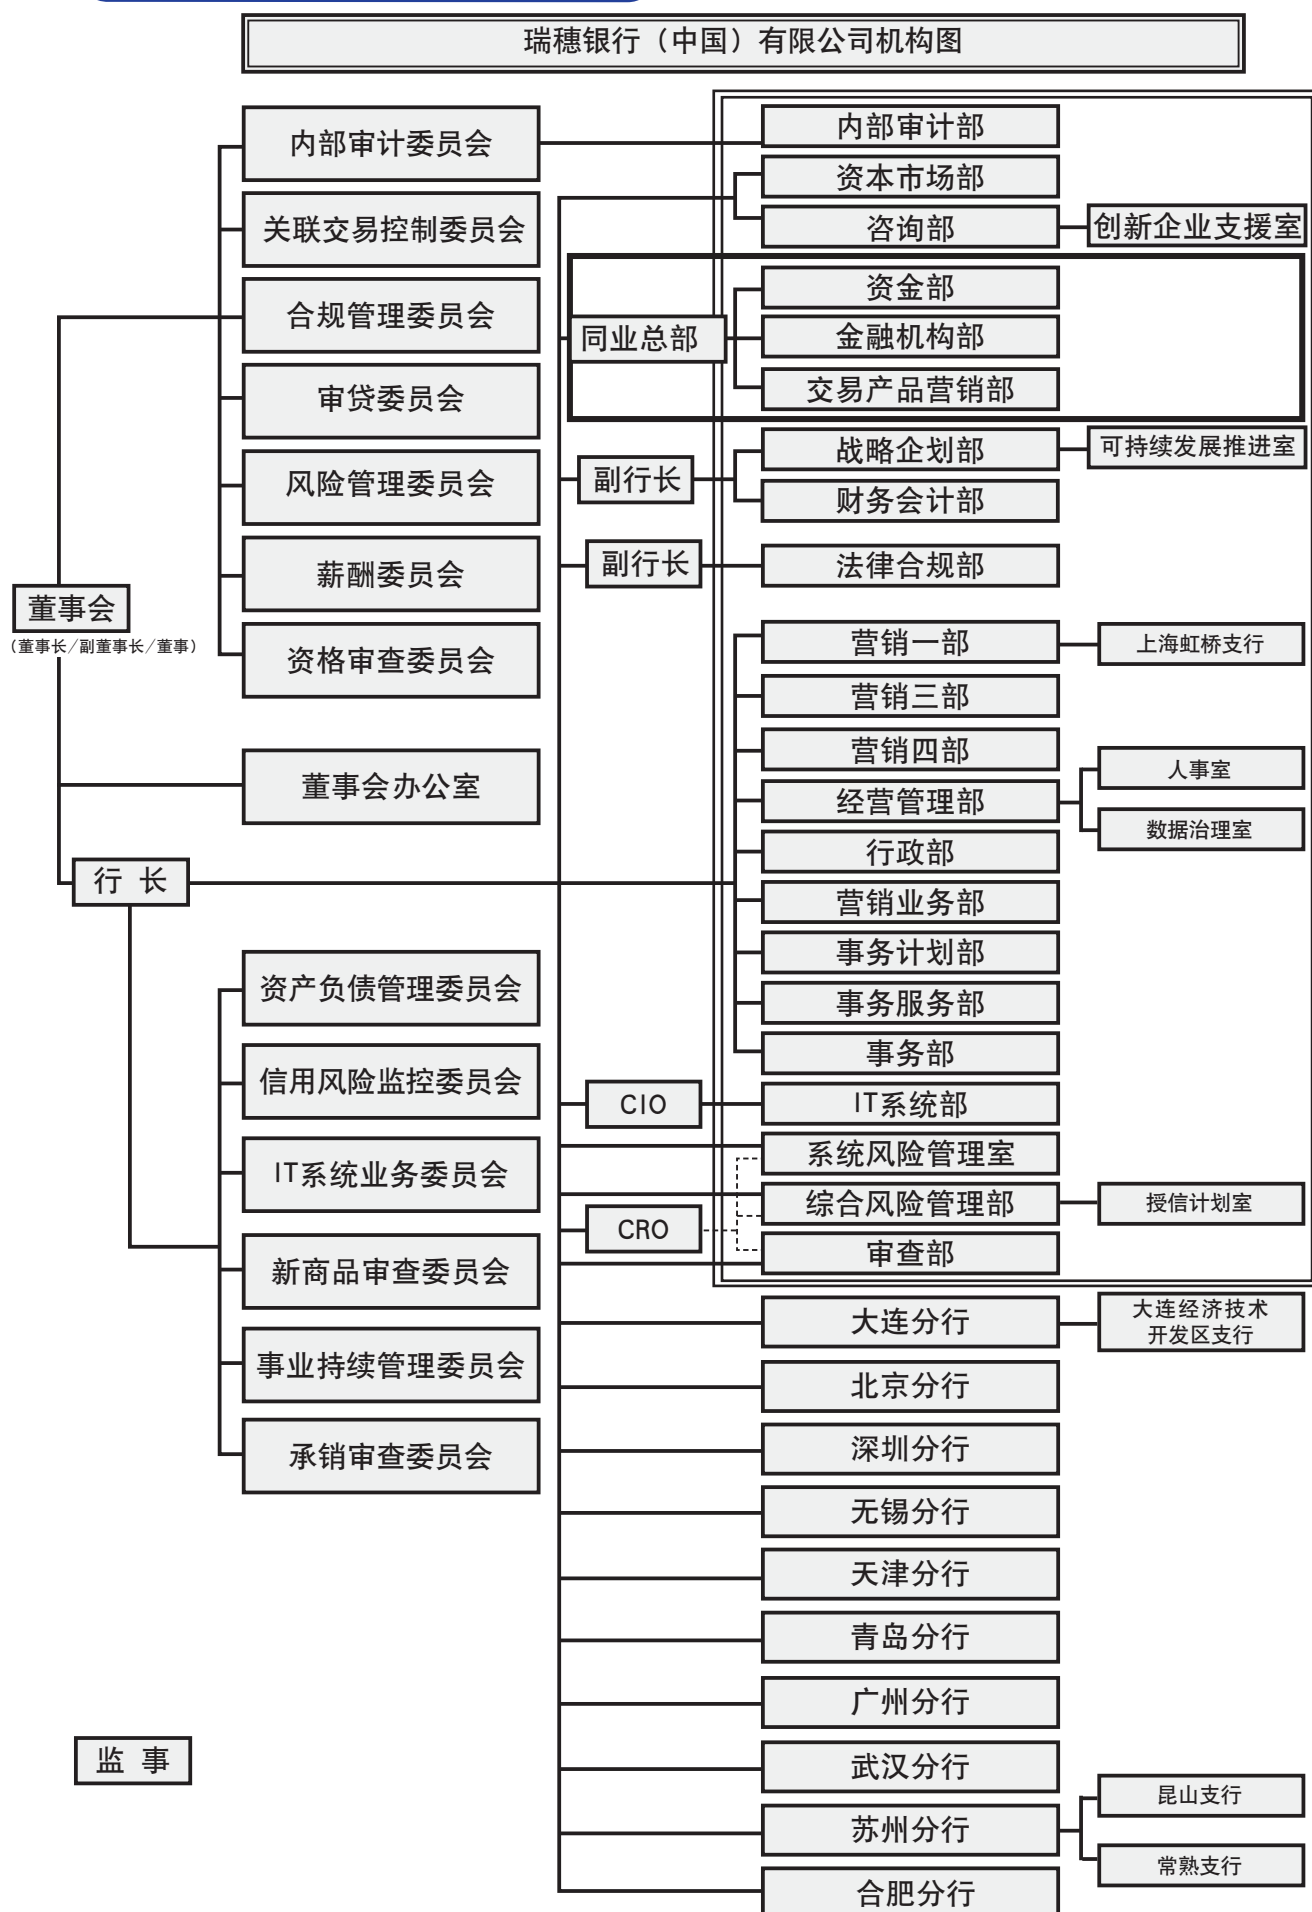 瑞穗银行（中国）有限公司机构图
内部审计委员会
关联交易控制委员会
合规管理委员会
审贷委员会
风险管理委员会
薪酬委员会
资格审查委员会
董事会
(董事长/副董事长/董事)
董事会办公室
行 长
资产负债管理委员会
信用风险监控委员会
IT系统业务委员会
新商品审查委员会
事业持续管理委员会
承销审查委员会
监 事
内部审计部
资本市场部
咨询部
创新企业支援室
同业总部
资金部
金融机构部
交易产品营销部
副行长
战略企划部
可持续发展推进室
财务会计部
副行长
法律合规部
营销一部
上海虹桥支行
营销三部
营销四部
经营管理部
人事室
数据治理室
行政部
营销业务部
事务计划部
事务服务部
事务部
CIO
IT系统部
系统风险管理室
CRO
综合风险管理部
授信计划室
审查部
大连分行
大连经济技术
开发区支行
北京分行
深圳分行
无锡分行
天津分行
青岛分行
广州分行
武汉分行
苏州分行
昆山支行
常熟支行
合肥分行